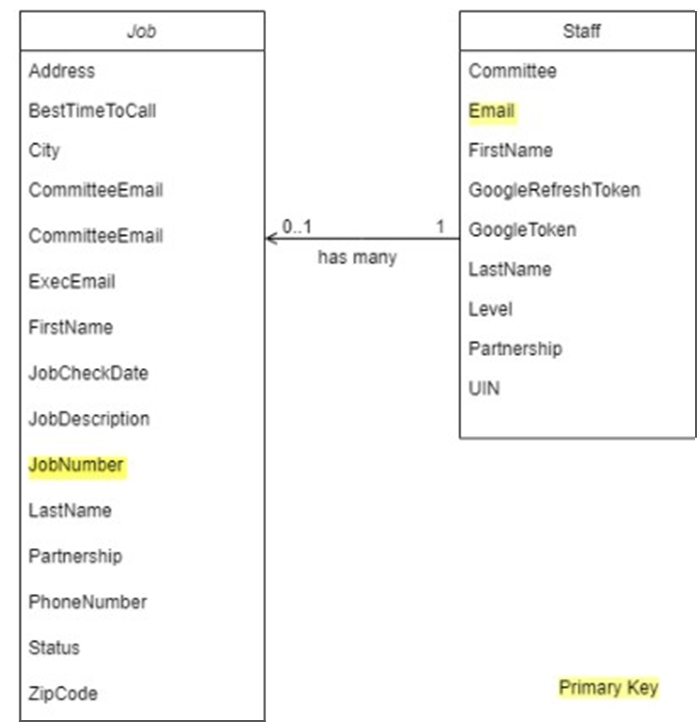 Job
Address
BestTimeToCall
City
CommitteeEmail
CommitteeEmail
ExecEmail
FirstName
JobCheckDate
JobDescription
JobNumber
LastName
Partnership
PhoneNumber
Status
ZipCode
0..1
1
has many
Staff
Committee
Email
FirstName
GoogleRefreshToken
GoogleToken
LastName
Level
Partnership
UIN
Primary Key